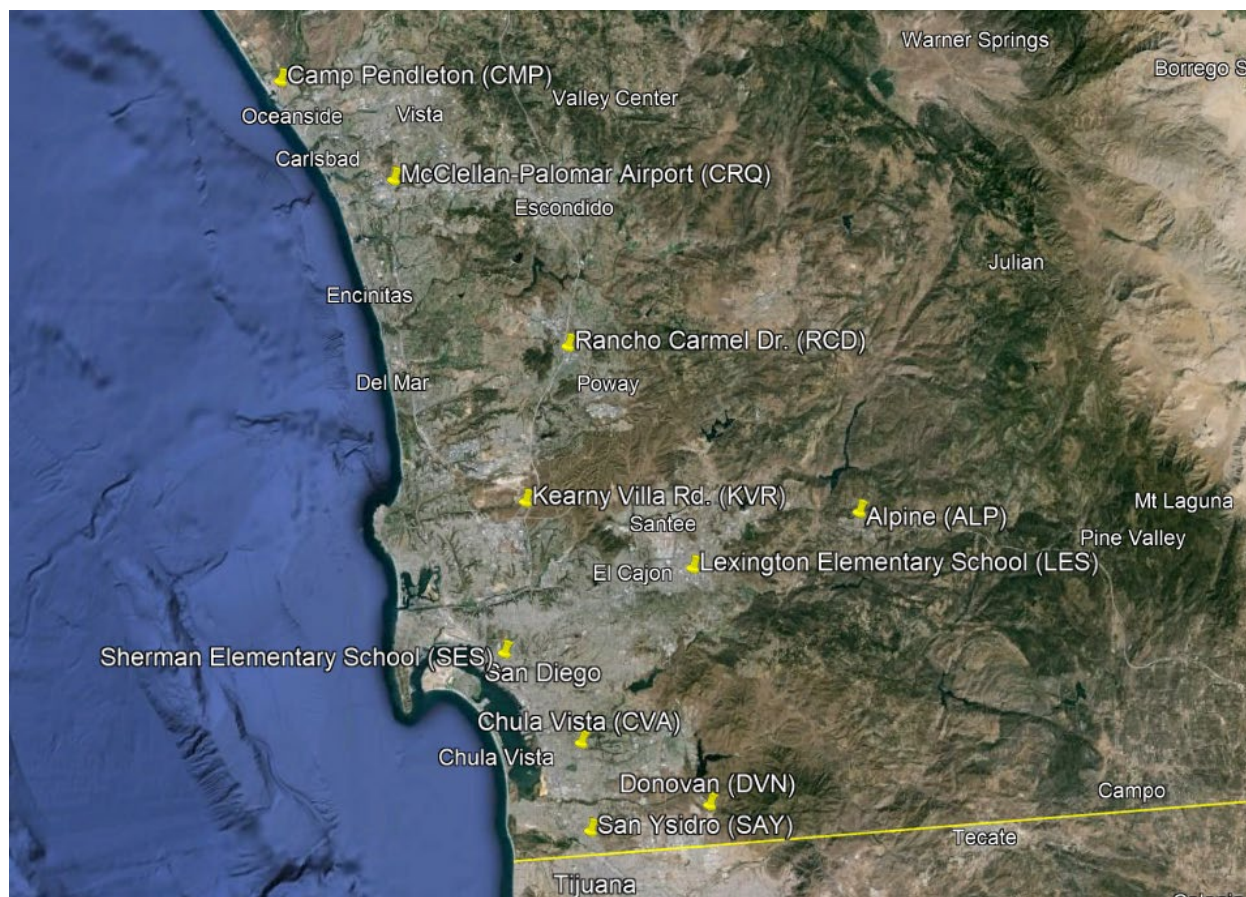 Warner Springs
Borrego S
Camp Pendleton (CMP)
Valley Center
Oceanside
Vista
Carlsbad
McClellan-Palomar Airport (CRQ)
Escondido
Julian
Encinitas
Rancho Carmel Dr. (RCD)
Del Mar
Poway
Kearny Villa Rd. (KVR)
Mt Laguna
Alpine (ALP)
Santee
Pine Valley
Lexington Elementary School (LES)
El Cajon
Sherman Elementary School (SES)
San Diego
Chula Vista (CVA)
Chula Vista
Donovan (DVN)
Campo
San Ysidro (SAY)
Tecate
Tijuana